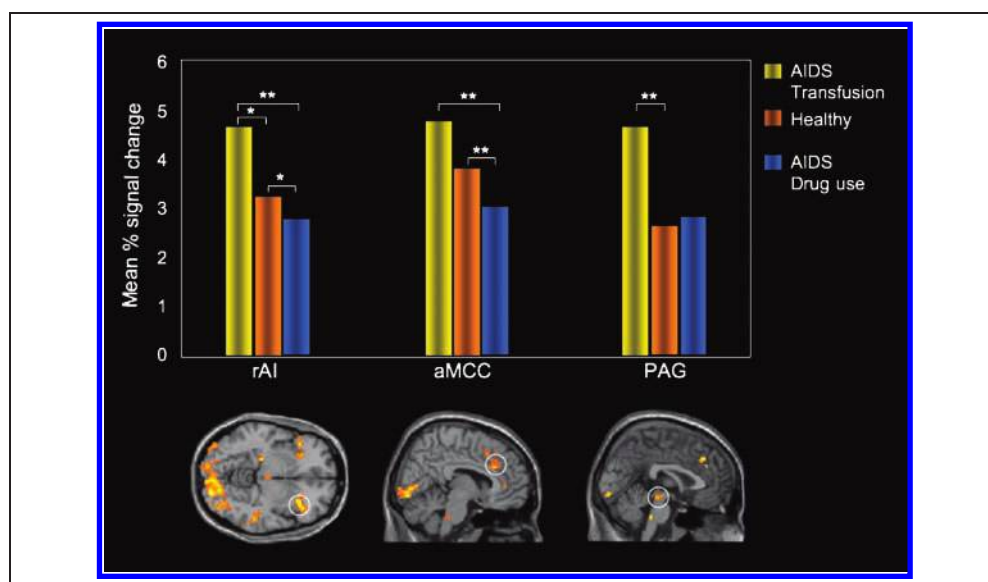 6
5
4
3
2
1
0
Mean % signal change
**
*
*
**
**
**
rAI
aMCC
PAG
AIDS
Transfusion
Healthy
AIDS
Drug use